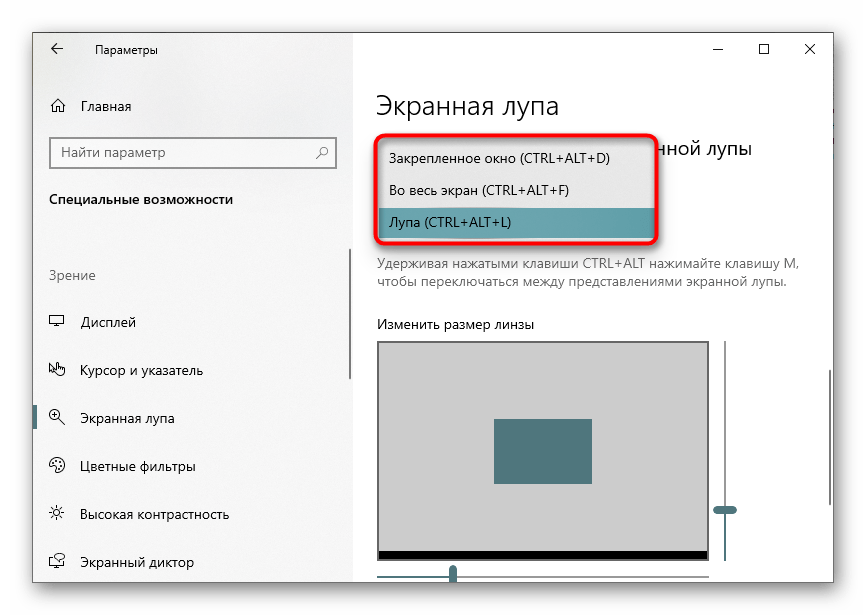 Параметры
Главная
Найти параметр
Специальные возможности
Зрение
Дисплей
Курсор и указатель
Экранная лупа
Цветные фильтры
Высокая контрастность
Экранный диктор
Экранная лупа
нной лупы
Закрепленное окно (CTRL+ALT+D)
Во весь экран (CTRL+ALT+F)
Лупа (CTRL+ALT+L)
Удерживая нажатыми клавиши CTRL+ALT нажимайте клавишу M,
чтобы переключаться между представлениями экранной лупы.
Изменить размер линзы